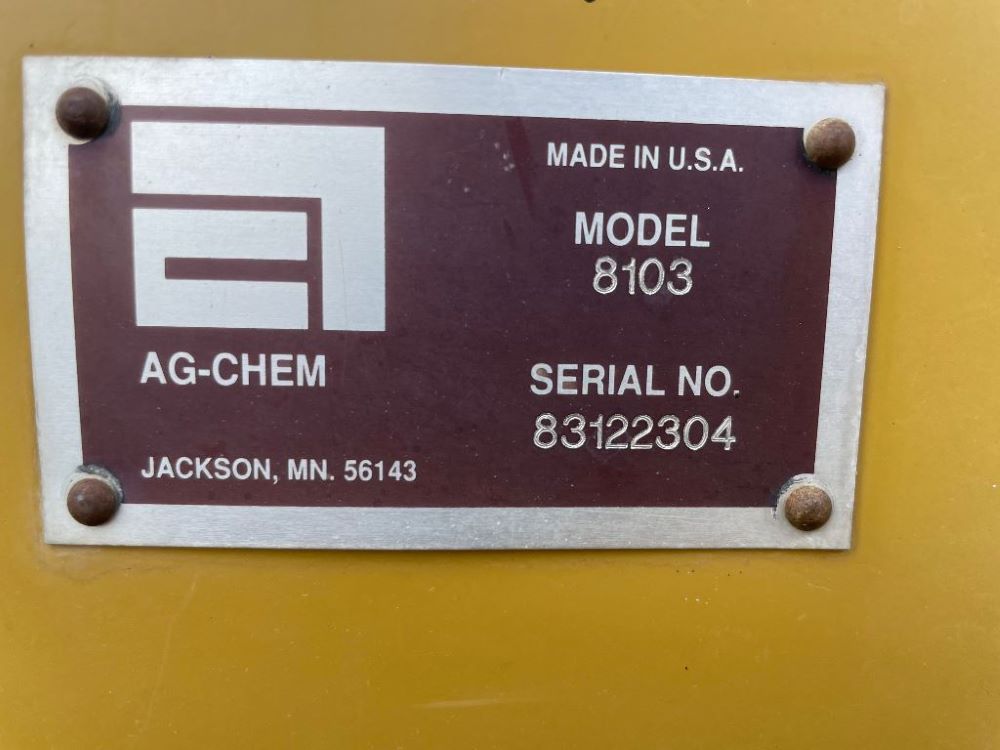 MADE IN U.S.A.
MODEL
8103
AG-CHEM
SERIAL NO.
83122304
JACKSON, MN. 56143